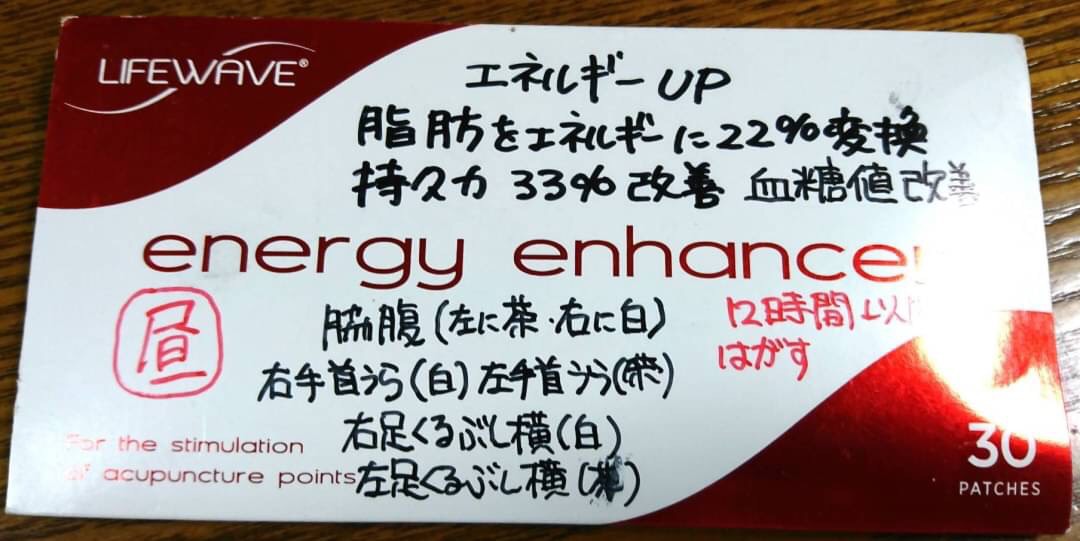 LIFEWAVE®
エネルギーUP
脂肪をエネルギーに22%変換
持久力 33%改善 血糖値改善
energy enhancer
昼
脇腹(左に茶・右に白)
12時間以内
はがす
右手首うら(白)左手首うら(茶)
右足くるぶし横(白)
左足くるぶし横(茶)
For the stimulation
of acupuncture points
30
PATCHES